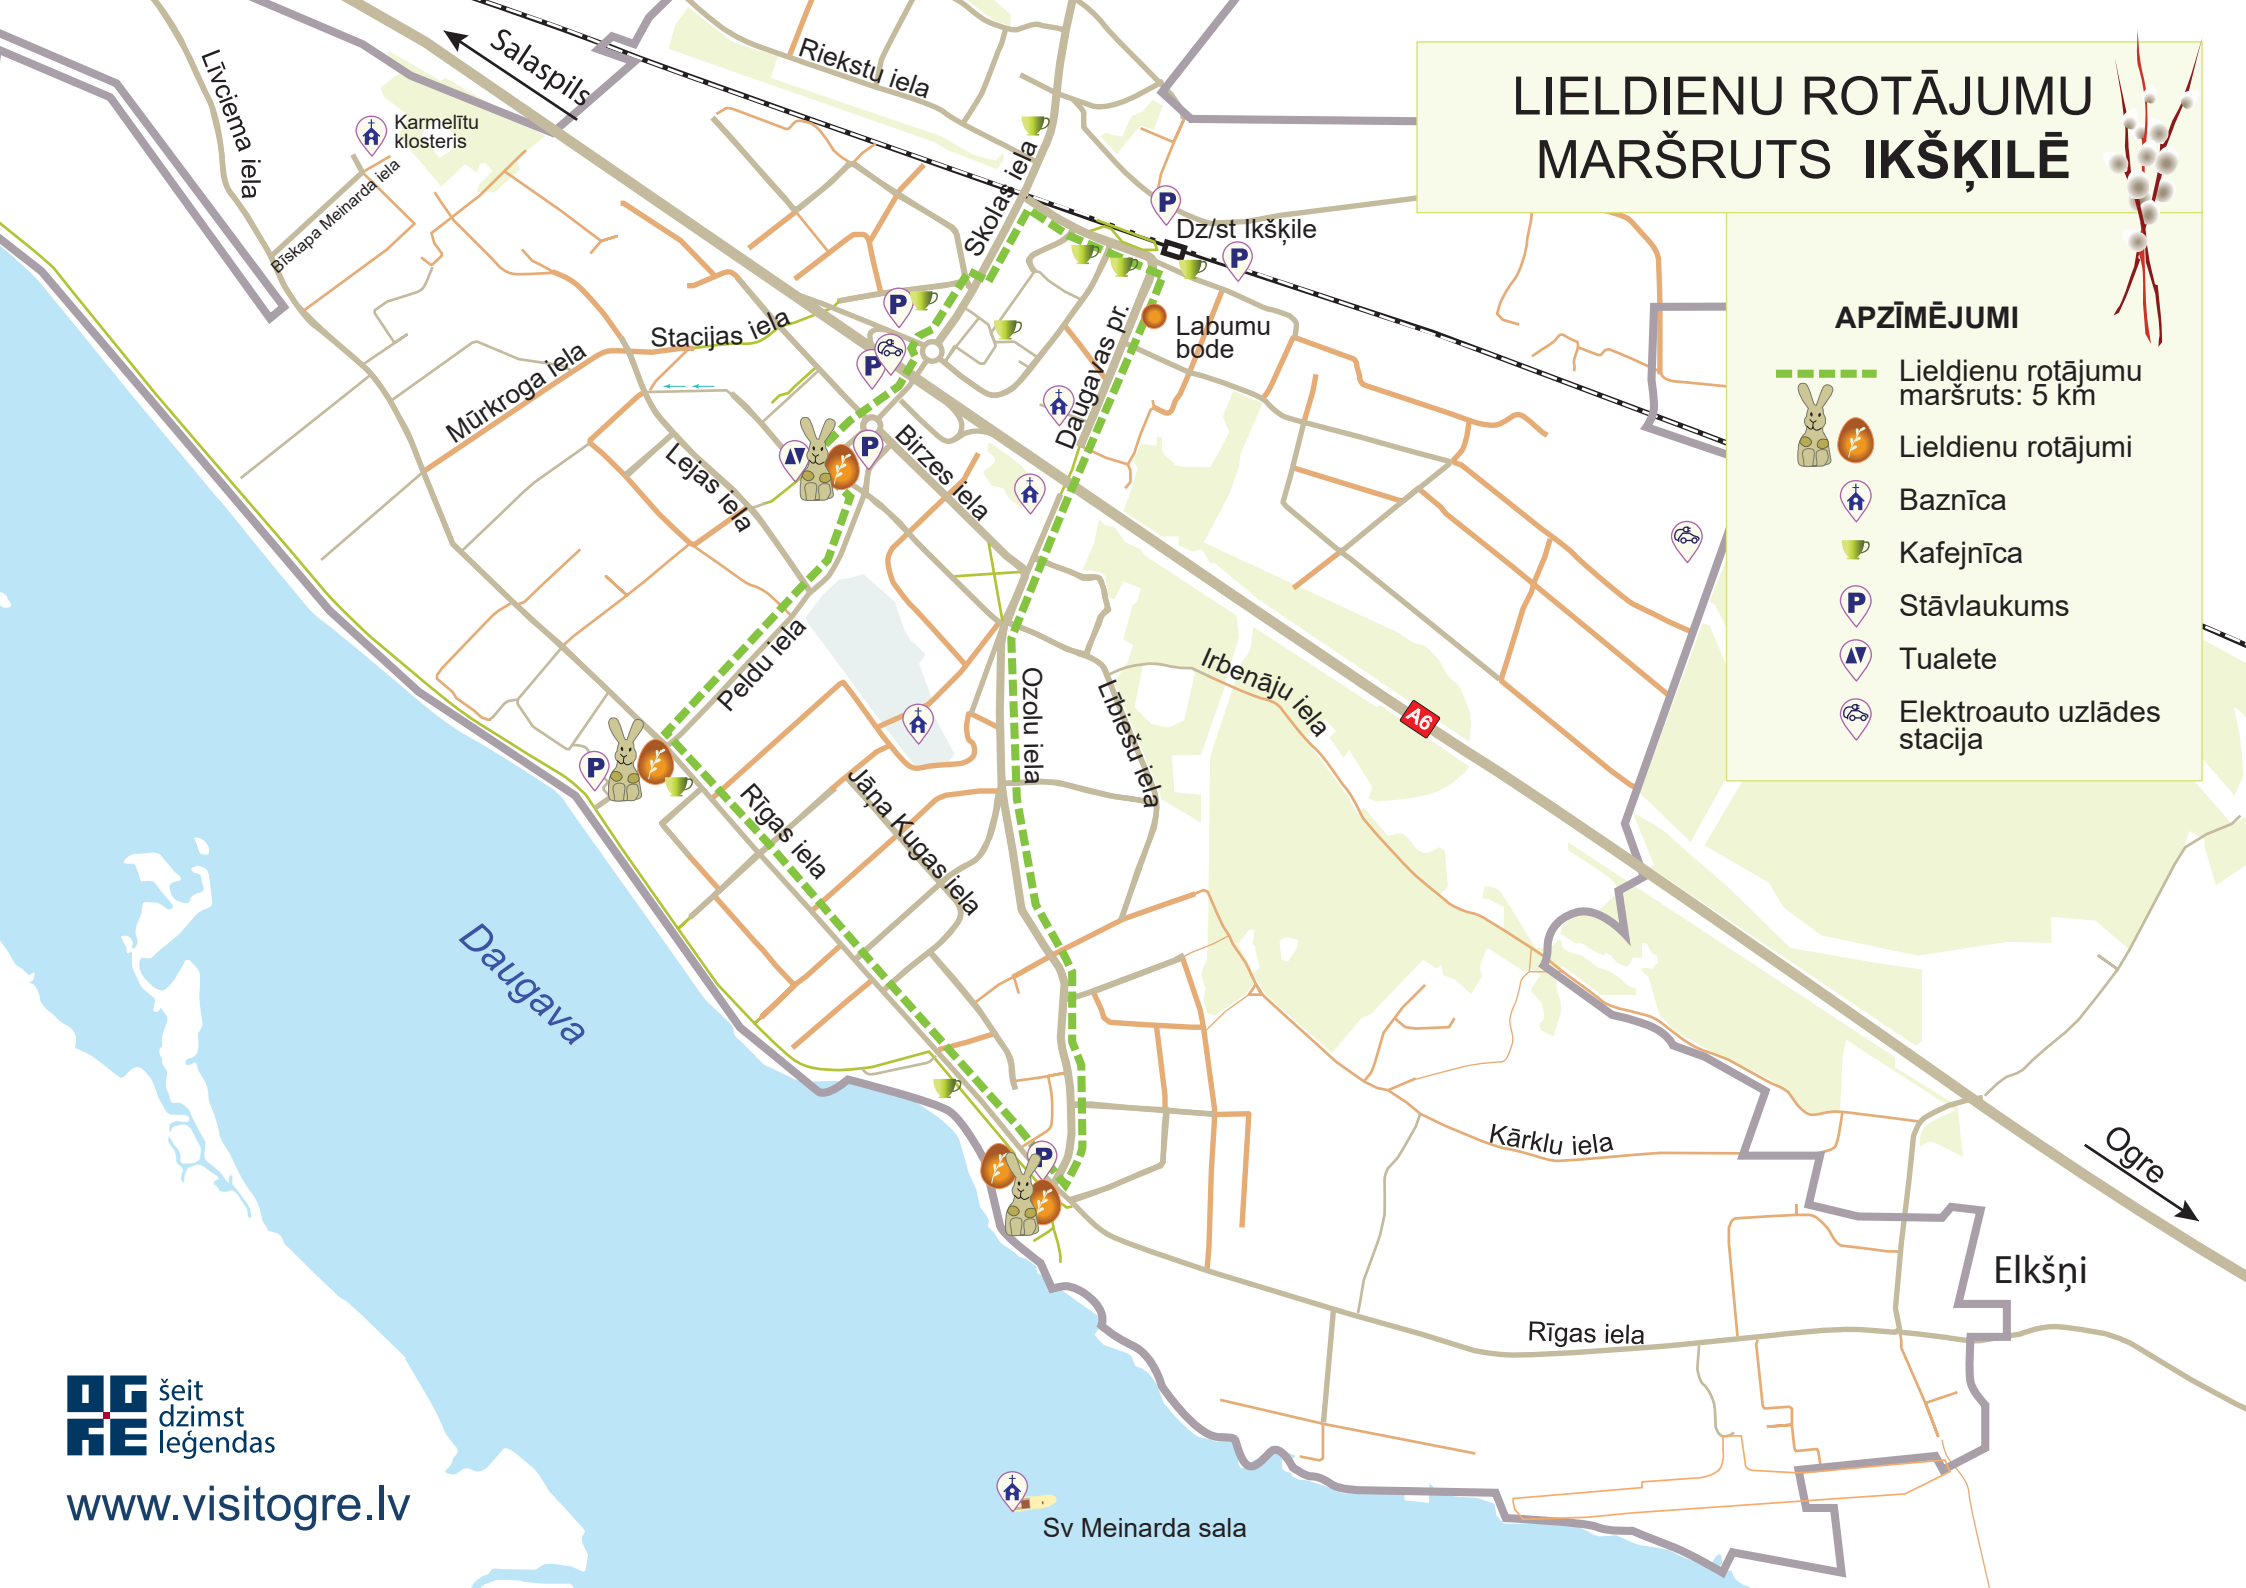 LIELDIENU ROTĀJUMU
MARŠRUTS IKŠĶILĒ
APZĪMĒJUMI
Lieldienu rotājumu
maršruts: 5 km
Lieldienu rotājumi
Baznīca
Kafejnīca
P
Stāvlaukums
Tualete
Elektroauto uzlādes
stacija
Salaspils
Līvciema iela
Karmelītu
klosteris
Bīskapa Meinarda iela
Riekstu iela
Skolas iela
P
Dz/st Ikšķile
P
P
Stacijas iela
P
Labumu
bode
Daugavas pr.
Mūrkroga iela
Lejas iela
P
Birzes iela
Peldu iela
P
Ozolu iela
Lībiešu iela
Irbenāju iela
A6
Rīgas iela
Jāņa Kugas iela
Daugava
P
Kārklu iela
Ogre
Elkšņi
Rīgas iela
Sv Meinarda sala
OGRE
šeit
dzimst
leģendas
www.visitogre.lv